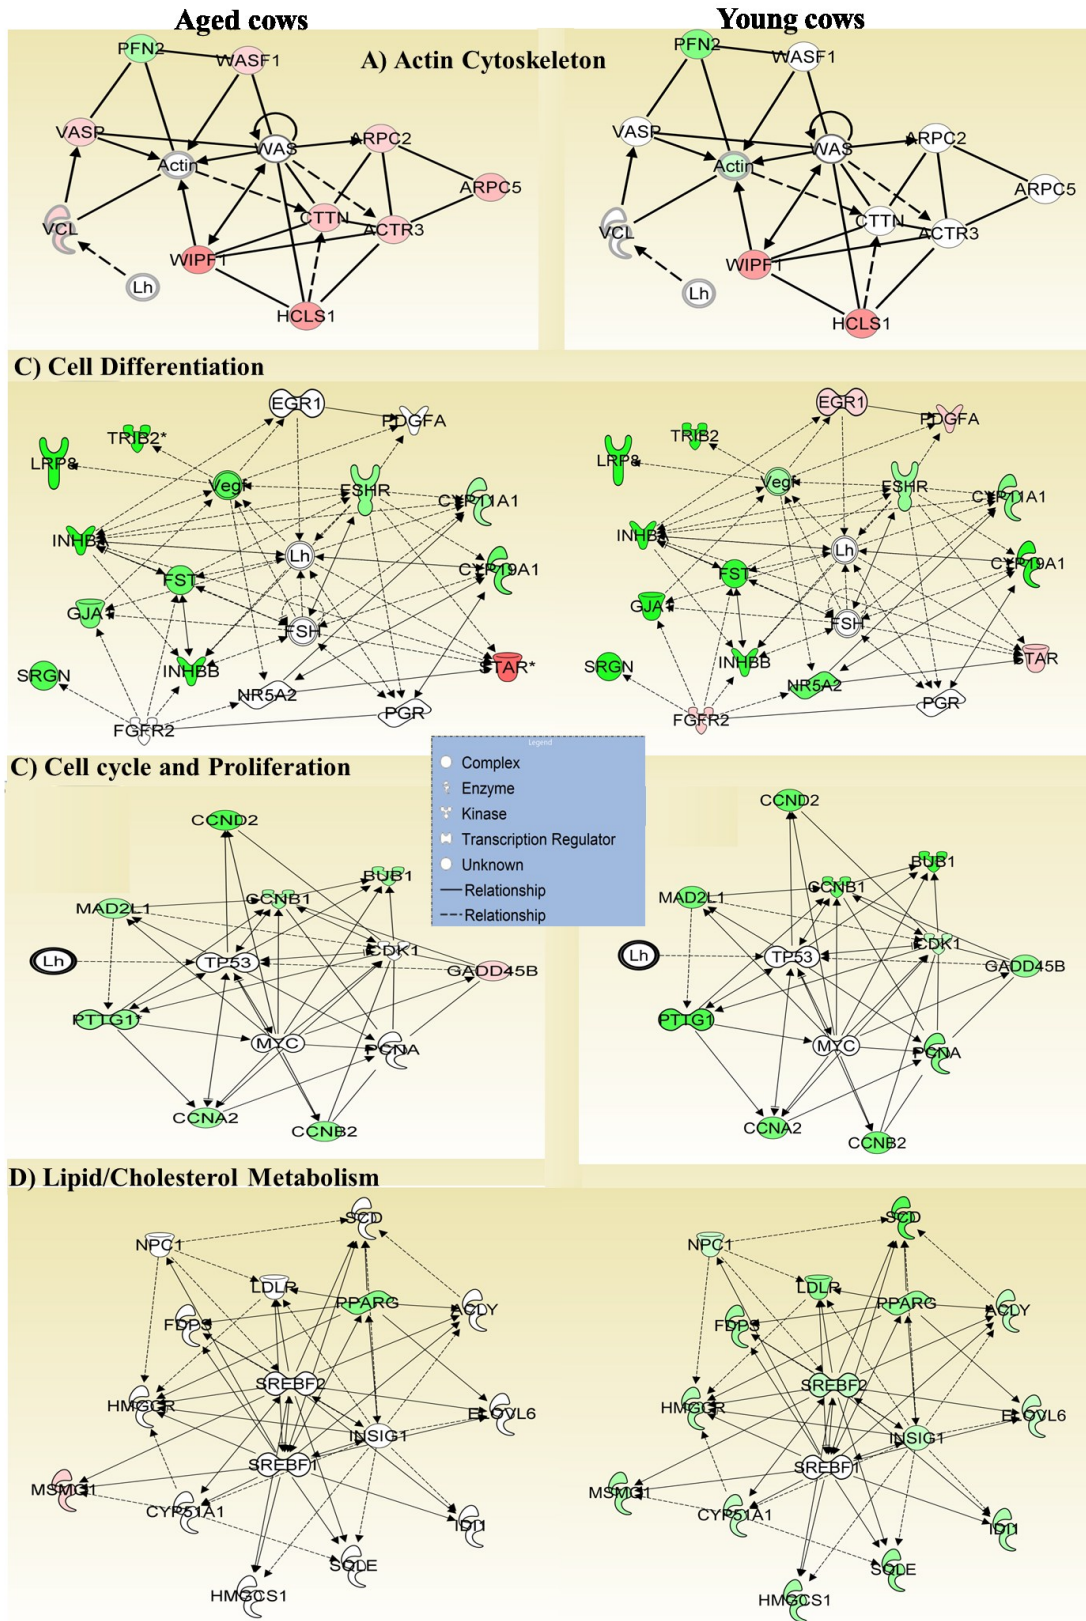 Aged cows
Young cows
A) Actin Cytoskeleton
PFN2
WASF1
VASP
Actin
WAS
ARPC2
ARPC5
VCL
CTTN
ACTR3
WIPF1
Lh
HCLS1
PFN2
WASF1
VASP
Actin
WAS
ARPC2
ARPC5
VCL
CTTN
ACTR3
WIPF1
Lh
HCLS1
C) Cell Differentiation
EGR1
PDGFA
TRIB2*
LRP8
Vegf
FSHR
CYP11A1
INHBA
Lh
CYP19A1
FST
GJA1
FSH
SRGN
INHBB
STAR*
NR5A2
PGR
FGFR2
EGR1
PDGFA
TRIB2
LRP8
Vegf
FSHR
CYP11A1
INHBA
Lh
CYP19A1
FST
GJA1
FSH
SRGN
INHBB
STAR
NR5A2
PGR
FGFR2
Legend
Complex
Enzyme
Kinase
Transcription Regulator
Unknown
Relationship
Relationship
C) Cell cycle and Proliferation
CCND2
BUB1
MAD2L1
CCNB1
Lh
TP53
CDK1
GADD45B
PTTG1*
MYC
PCNA
CCNA2
CCNB2
CCND2
BUB1
MAD2L1
CCNB1
Lh
TP53
CDK1
GADD45B
PTTG1
MYC
PCNA
CCNA2
CCNB2
D) Lipid/Cholesterol Metabolism
SCD
NPC1
LDLR
PPARG
ACLY
FDPS
SREBF2
HMGCR
ELOVL6
INSIG1
SREBF1
MSMO1
CYP51A1
IDI1
SQLE
HMGCS1
SCD
NPC1
LDLR
PPARG
ACLY
FDPS
SREBF2
HMGCR
ELOVL6
INSIG1
SREBF1
MSMO1
CYP51A1
IDI1
SQLE
HMGCS1